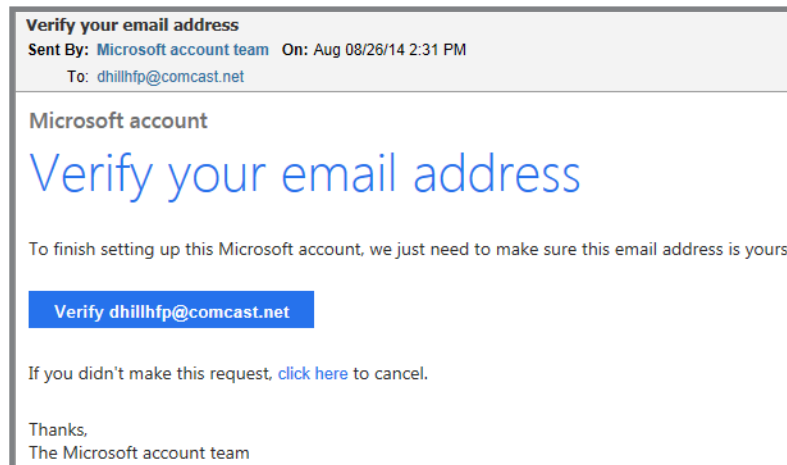 Verify your email address
Sent By: Microsoft account team On: Aug 08/26/14 2:31 PM
To: dhillhfp@comcast.net
Microsoft account
Verify your email address
To finish setting up this Microsoft account, we just need to make sure this email address is yours
Verify dhillhfp@comcast.net
If you didn't make this request, click here to cancel.
Thanks,
The Microsoft account team